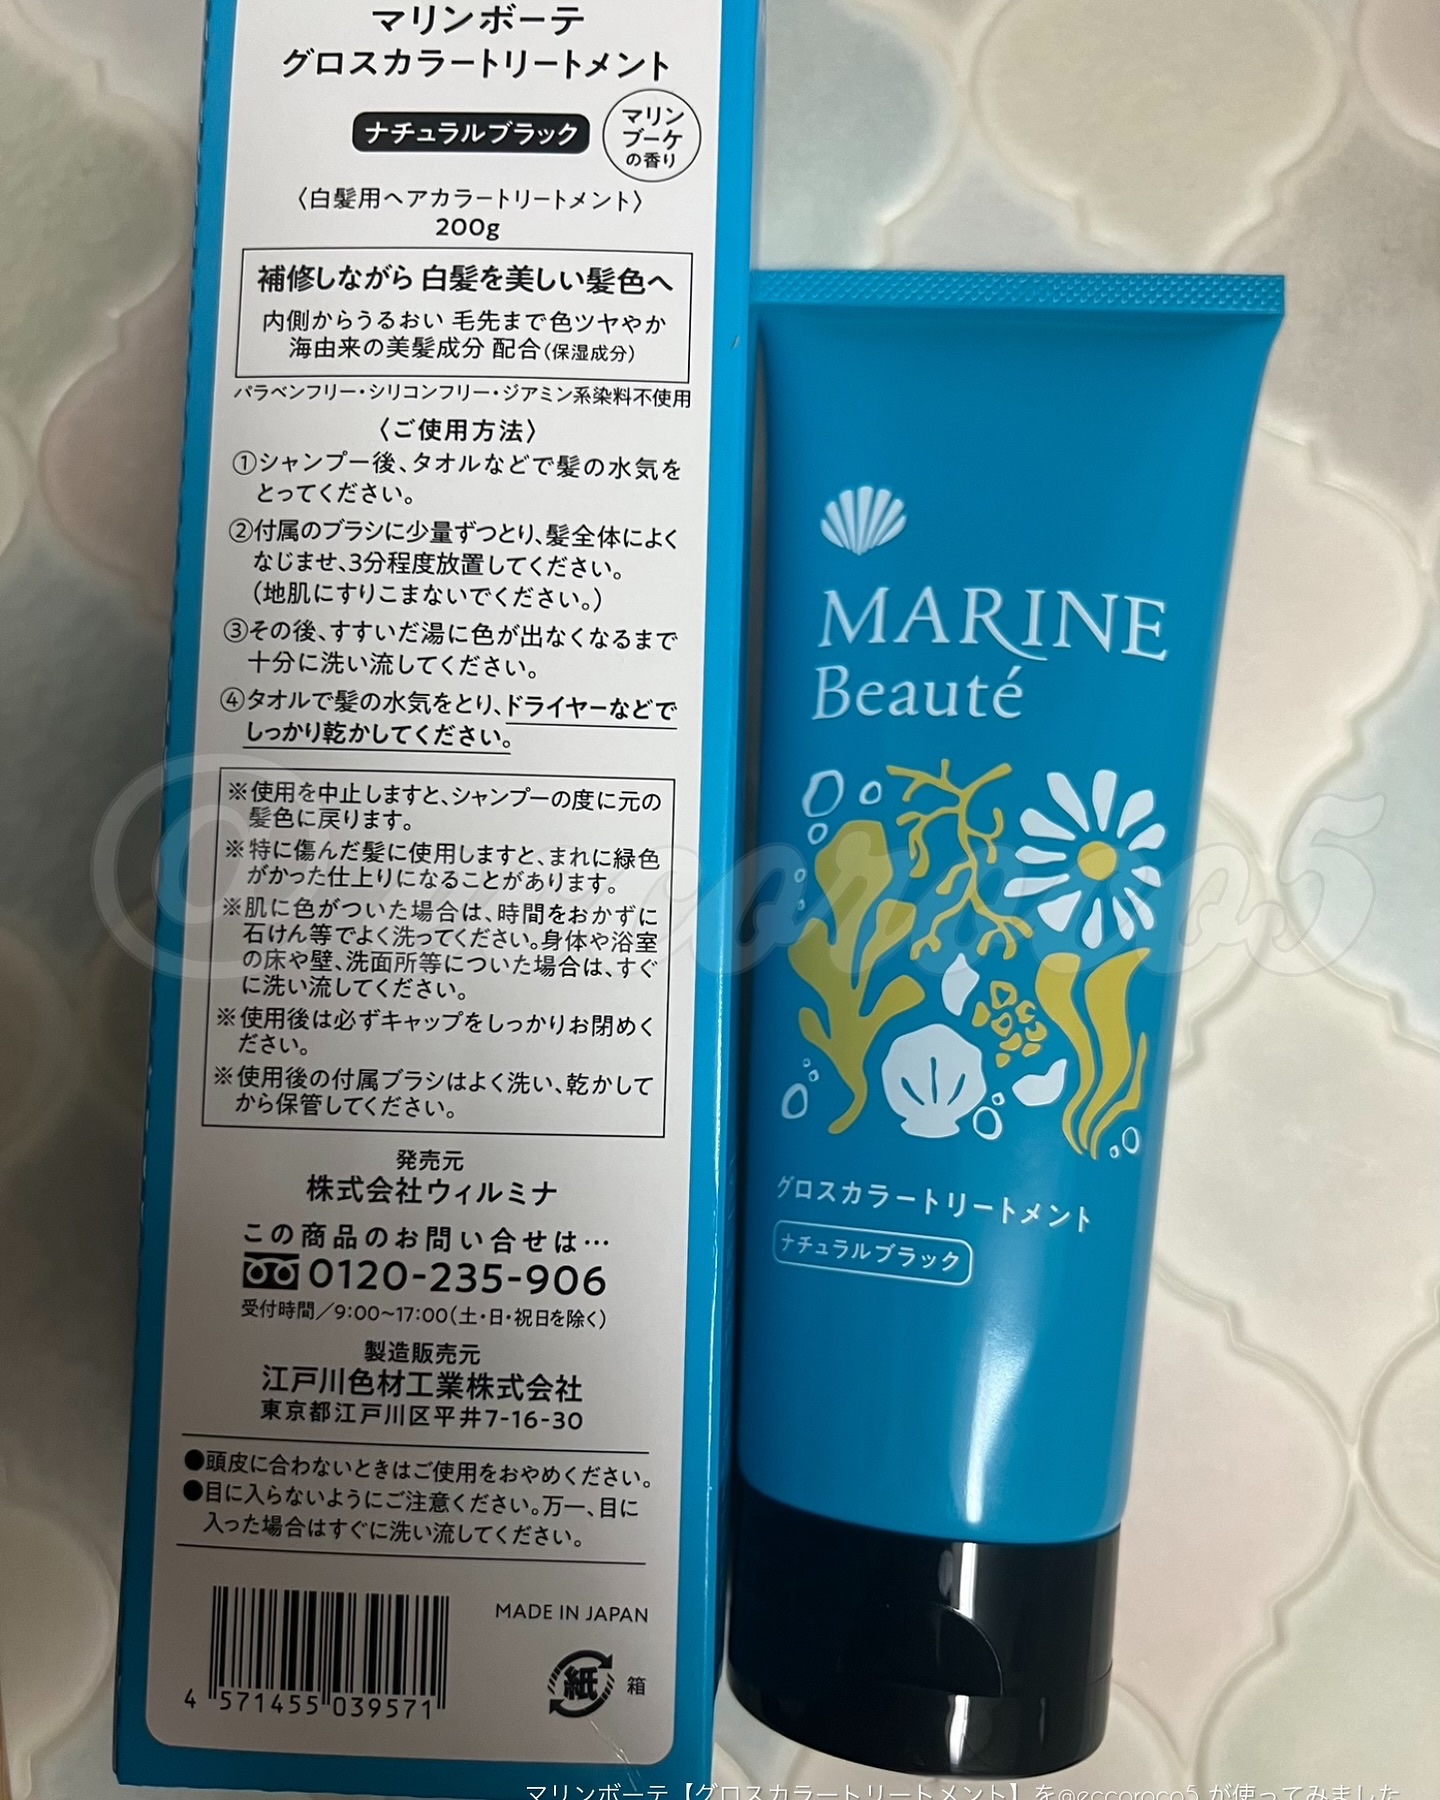 マリンボーテ
グロスカラートリートメント
ナチュラルブラック
マリン
ブーケ
の香り
〈白髪用ヘアカラートリートメント〉
200g
補修しながら 白髪を美しい髪色へ
内側からうるおい 毛先まで色ツヤやか
海由来の美髪成分 配合(保湿成分)
パラベンフリー・シリコンフリー・ジアミン系染料不使用
〈ご使用方法〉
①シャンプー後、タオルなどで髪の水気を
とってください。
②付属のブラシに少量ずつとり、髪全体によく
なじませ、3分程度放置してください。
(地肌にすりこまないでください。)
③その後、すすいだ湯に色が出なくなるまで
十分に洗い流してください。
④タオルで髪の水気をとり、ドライヤーなどで
しっかり乾かしてください。
※使用を中止しますと、シャンプーの度に元の
髪色に戻ります。
※特に傷んだ髪に使用しますと、まれに緑色
がかった仕上りになることがあります。
※肌に色がついた場合は、時間をおかずに
石けん等でよく洗ってください。身体や浴室
の床や壁、洗面所等についた場合は、すぐ
に洗い流してください。
※使用後は必ずキャップをしっかりお閉めく
ださい。
※使用後の付属ブラシはよく洗い、乾かして
から保管してください。
発売元
株式会社ウィルミナ
この商品のお問い合せは…
0120-235-906
受付時間/9:00~17:00(土・日・祝日を除く)
製造販売元
江戸川色材工業株式会社
東京都江戸川区平井7-16-30
●頭皮に合わないときはご使用をおやめください。
●目に入らないようにご注意ください。万一、目に
入った場合はすぐに洗い流してください。
MADE IN JAPAN
紙 箱
4 571455 039571
MARINE
Beauté
グロスカラートリートメント
ナチュラルブラック
@eccoroco5
マリンボーテ【グロスカラートリートメント】を@eccoroco5 が使ってみました